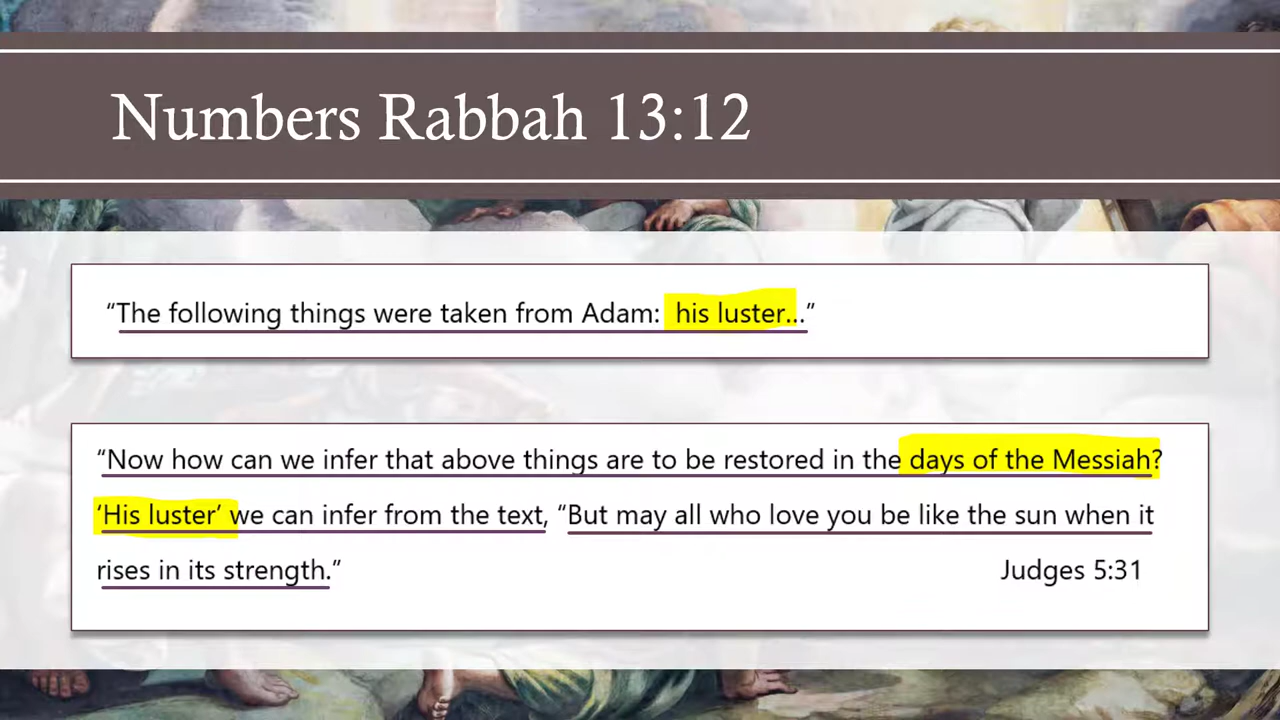 Numbers Rabbah 13:12
“The following things were taken from Adam: his luster...”
“Now how can we infer that above things are to be restored in the days of the Messiah?
‘His luster’ we can infer from the text, “But may all who love you be like the sun when it
rises in its strength.” Judges 5:31